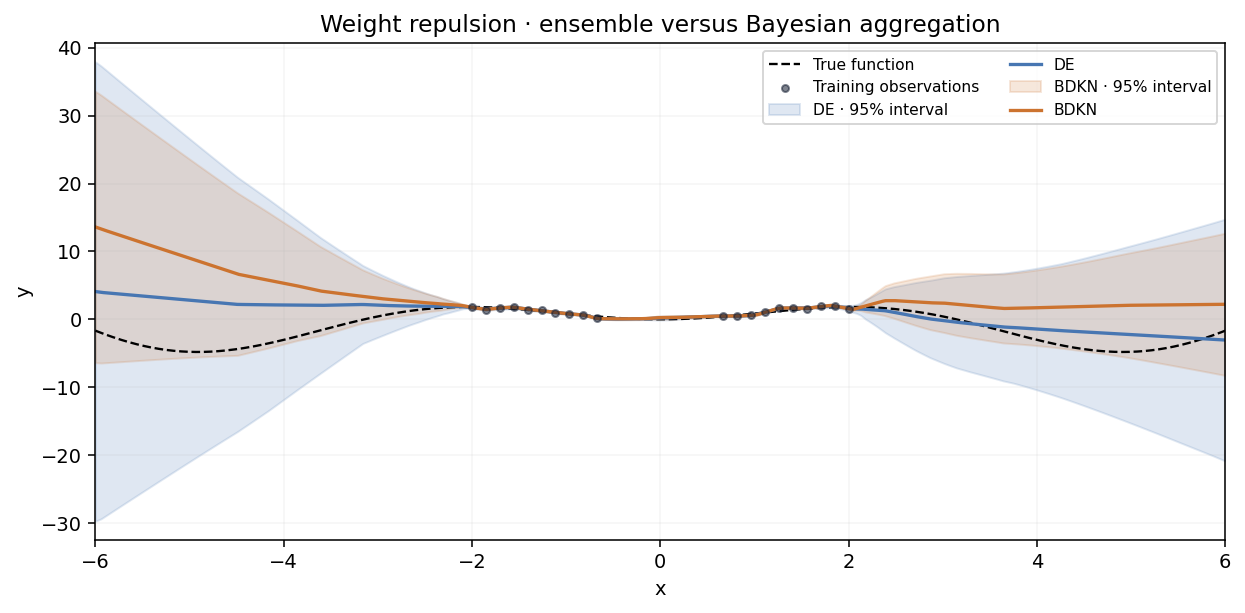 Weight repulsion · ensemble versus Bayesian aggregation
True function
Training observations
DE · 95% interval
DE
BDKN · 95% interval
BDKN
y
40
30
20
10
0
−10
−20
−30
−6
−4
−2
0
2
4
6
x